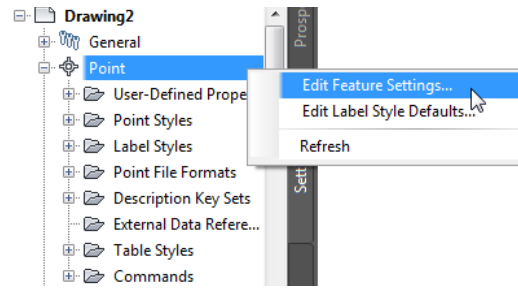 Drawing2
General
Point
User-Defined Prope
Point Styles
Label Styles
Point File Formats
Description Key Sets
External Data Refere...
Table Styles
Commands
Edit Feature Settings...
Edit Label Style Defaults...
Refresh
Prosp
Sett